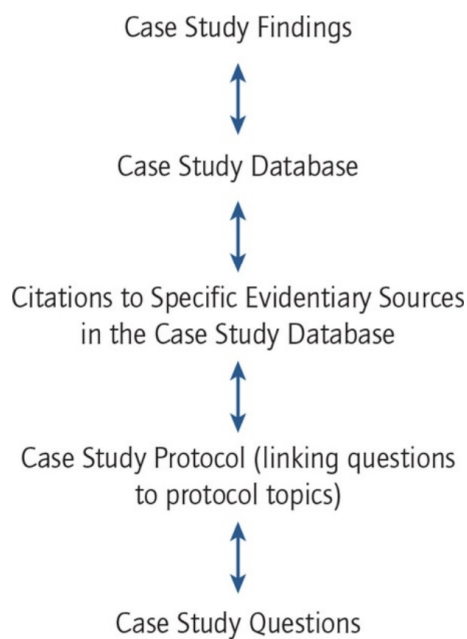 Case Study Findings
Case Study Database
Citations to Specific Evidentiary Sources
in the Case Study Database
Case Study Protocol (linking questions
to protocol topics)
Case Study Questions